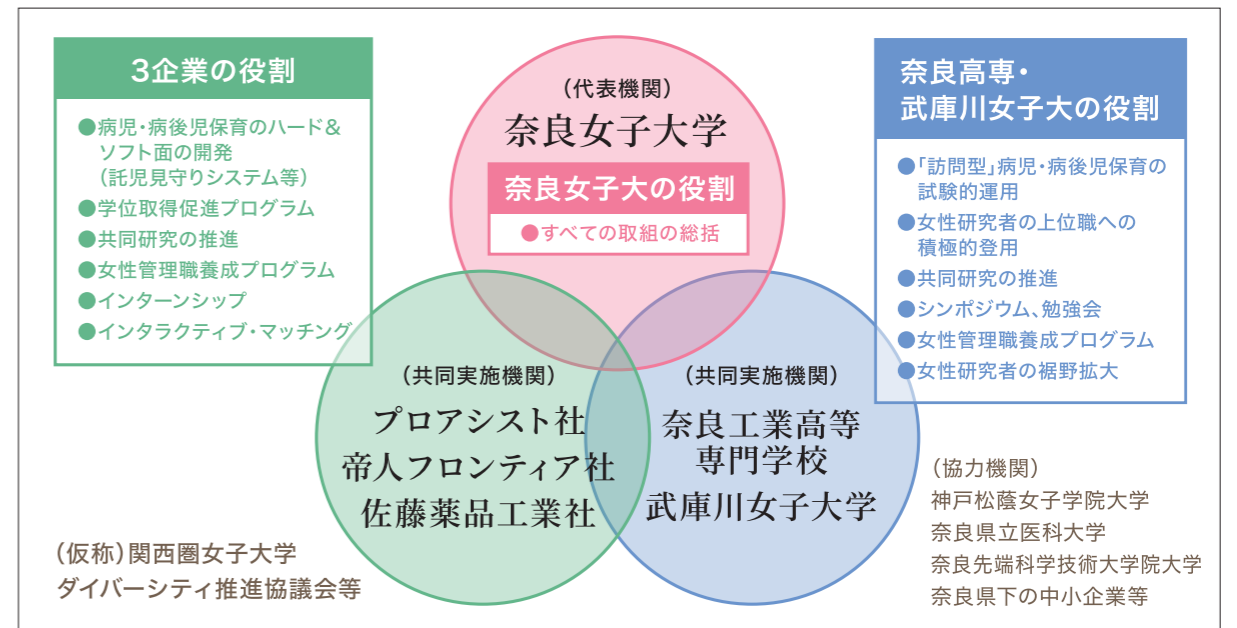 3企業の役割
●病児・病後児保育のハード&
ソフト面の開発
(託児見守りシステム等)
●学位取得促進プログラム
●共同研究の推進
●女性管理職養成プログラム
●インターンシップ
●インタラクティブ・マッチング
(代表機関)
奈良女子大学
奈良女子大の役割
●すべての取組の総括
奈良高専・
武庫川女子大の役割
●「訪問型」病児・病後児保育の
試験的運用
●女性研究者の上位職への
積極的登用
●共同研究の推進
●シンポジウム、勉強会
●女性管理職養成プログラム
●女性研究者の裾野拡大
(共同実施機関)
プロアシスト社
帝人フロンティア社
佐藤薬品工業社
(共同実施機関)
奈良工業高等
専門学校
武庫川女子大学
(仮称)関西圏女子大学
ダイバーシティ推進協議会等
(協力機関)
神戸松蔭女子学院大学
奈良県立医科大学
奈良先端科学技術大学院大学
奈良県下の中小企業等